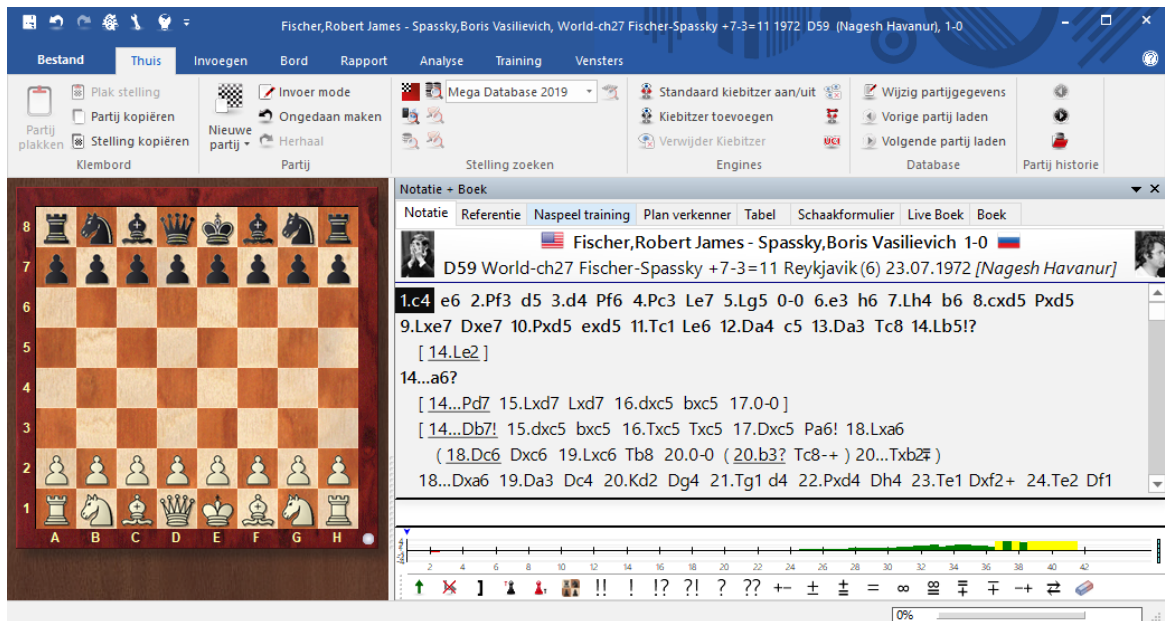 Fischer,Robert James - Spassky,Boris Vasilievich, World-ch27 Fischer-Spassky +7-3=11 1972 D59 (Nagesh Havanur), 1-0
Bestand Thuis Invoegen Bord Rapport Analyse Training Vensters
Partij plakken
Plak stelling
Partij kopiëren
Stelling kopiëren
Klembord
Nieuwe partij
Invoer mode
Ongedaan maken
Herhaal
Partij
Mega Database 2019
Stelling zoeken
Standaard kiebitzer aan/uit
Kiebitzer toevoegen
Verwijder Kiebitzer
UCI
Engines
Wijzig partijgegevens
Vorige partij laden
Volgende partij laden
Database
Partij historie
8
7
6
5
4
3
2
1
A B C D E F G H
Notatie + Boek
Notatie Referentie Naspeel training Plan verkenner Tabel Schaakformulier Live Boek Boek
Fischer,Robert James - Spassky,Boris Vasilievich 1-0
D59 World-ch27 Fischer-Spassky +7-3=11 Reykjavik (6) 23.07.1972 [Nagesh Havanur]
1.c4 e6 2.Pf3 d5 3.d4 Pf6 4.Pc3 Le7 5.Lg5 0-0 6.e3 h6 7.Lh4 b6 8.cxd5 Pxd5
9.Lxe7 Dxe7 10.Pxd5 exd5 11.Tc1 Le6 12.Da4 c5 13.Da3 Tc8 14.Lb5!?
[ 14.Le2 ]
14...a6?
[ 14...Pd7 15.Lxd7 Lxd7 16.dxc5 bxc5 17.0-0 ]
[ 14...Db7! 15.dxc5 bxc5 16.Txc5 Txc5 17.Dxc5 Pa6! 18.Lxa6
( 18.Dc6 Dxc6 19.Lxc6 Tb8 20.0-0 ( 20.b3? Tc8-+ ) 20...Txb2⩱ )
18...Dxa6 19.Da3 Dc4 20.Kd2 Dg4 21.Tg1 d4 22.Pxd4 Dh4 23.Te1 Dxf2+ 24.Te2 Df1
2 4 6 8 10 12 14 16 18 20 22 24 26 28 30 32 34 36 38 40 42
] !! ! !? ?! ? ?? +− ± ⩲ = ∞ ⩱ ∓ −+ ⇄
0%